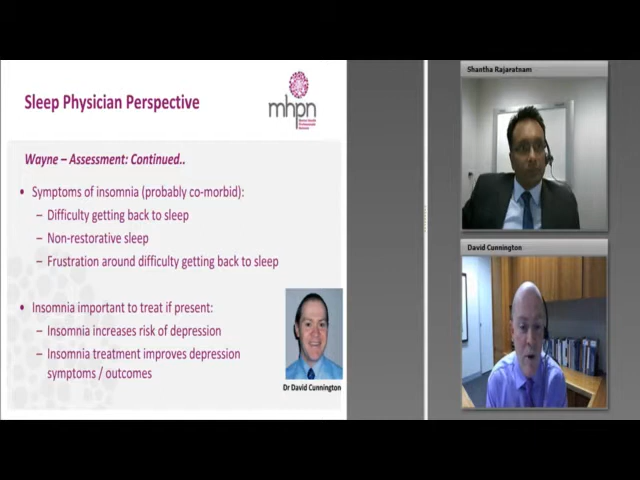 Sleep Physician Perspective
mhpn
Wayne – Assessment: Continued..
• Symptoms of insomnia (probably co-morbid):
– Difficulty getting back to sleep
– Non-restorative sleep
– Frustration around difficulty getting back to sleep
• Insomnia important to treat if present:
– Insomnia increases risk of depression
– Insomnia treatment improves depression
symptoms / outcomes
Dr David Cunnington
Shantha Rajaratnam
David Cunnington